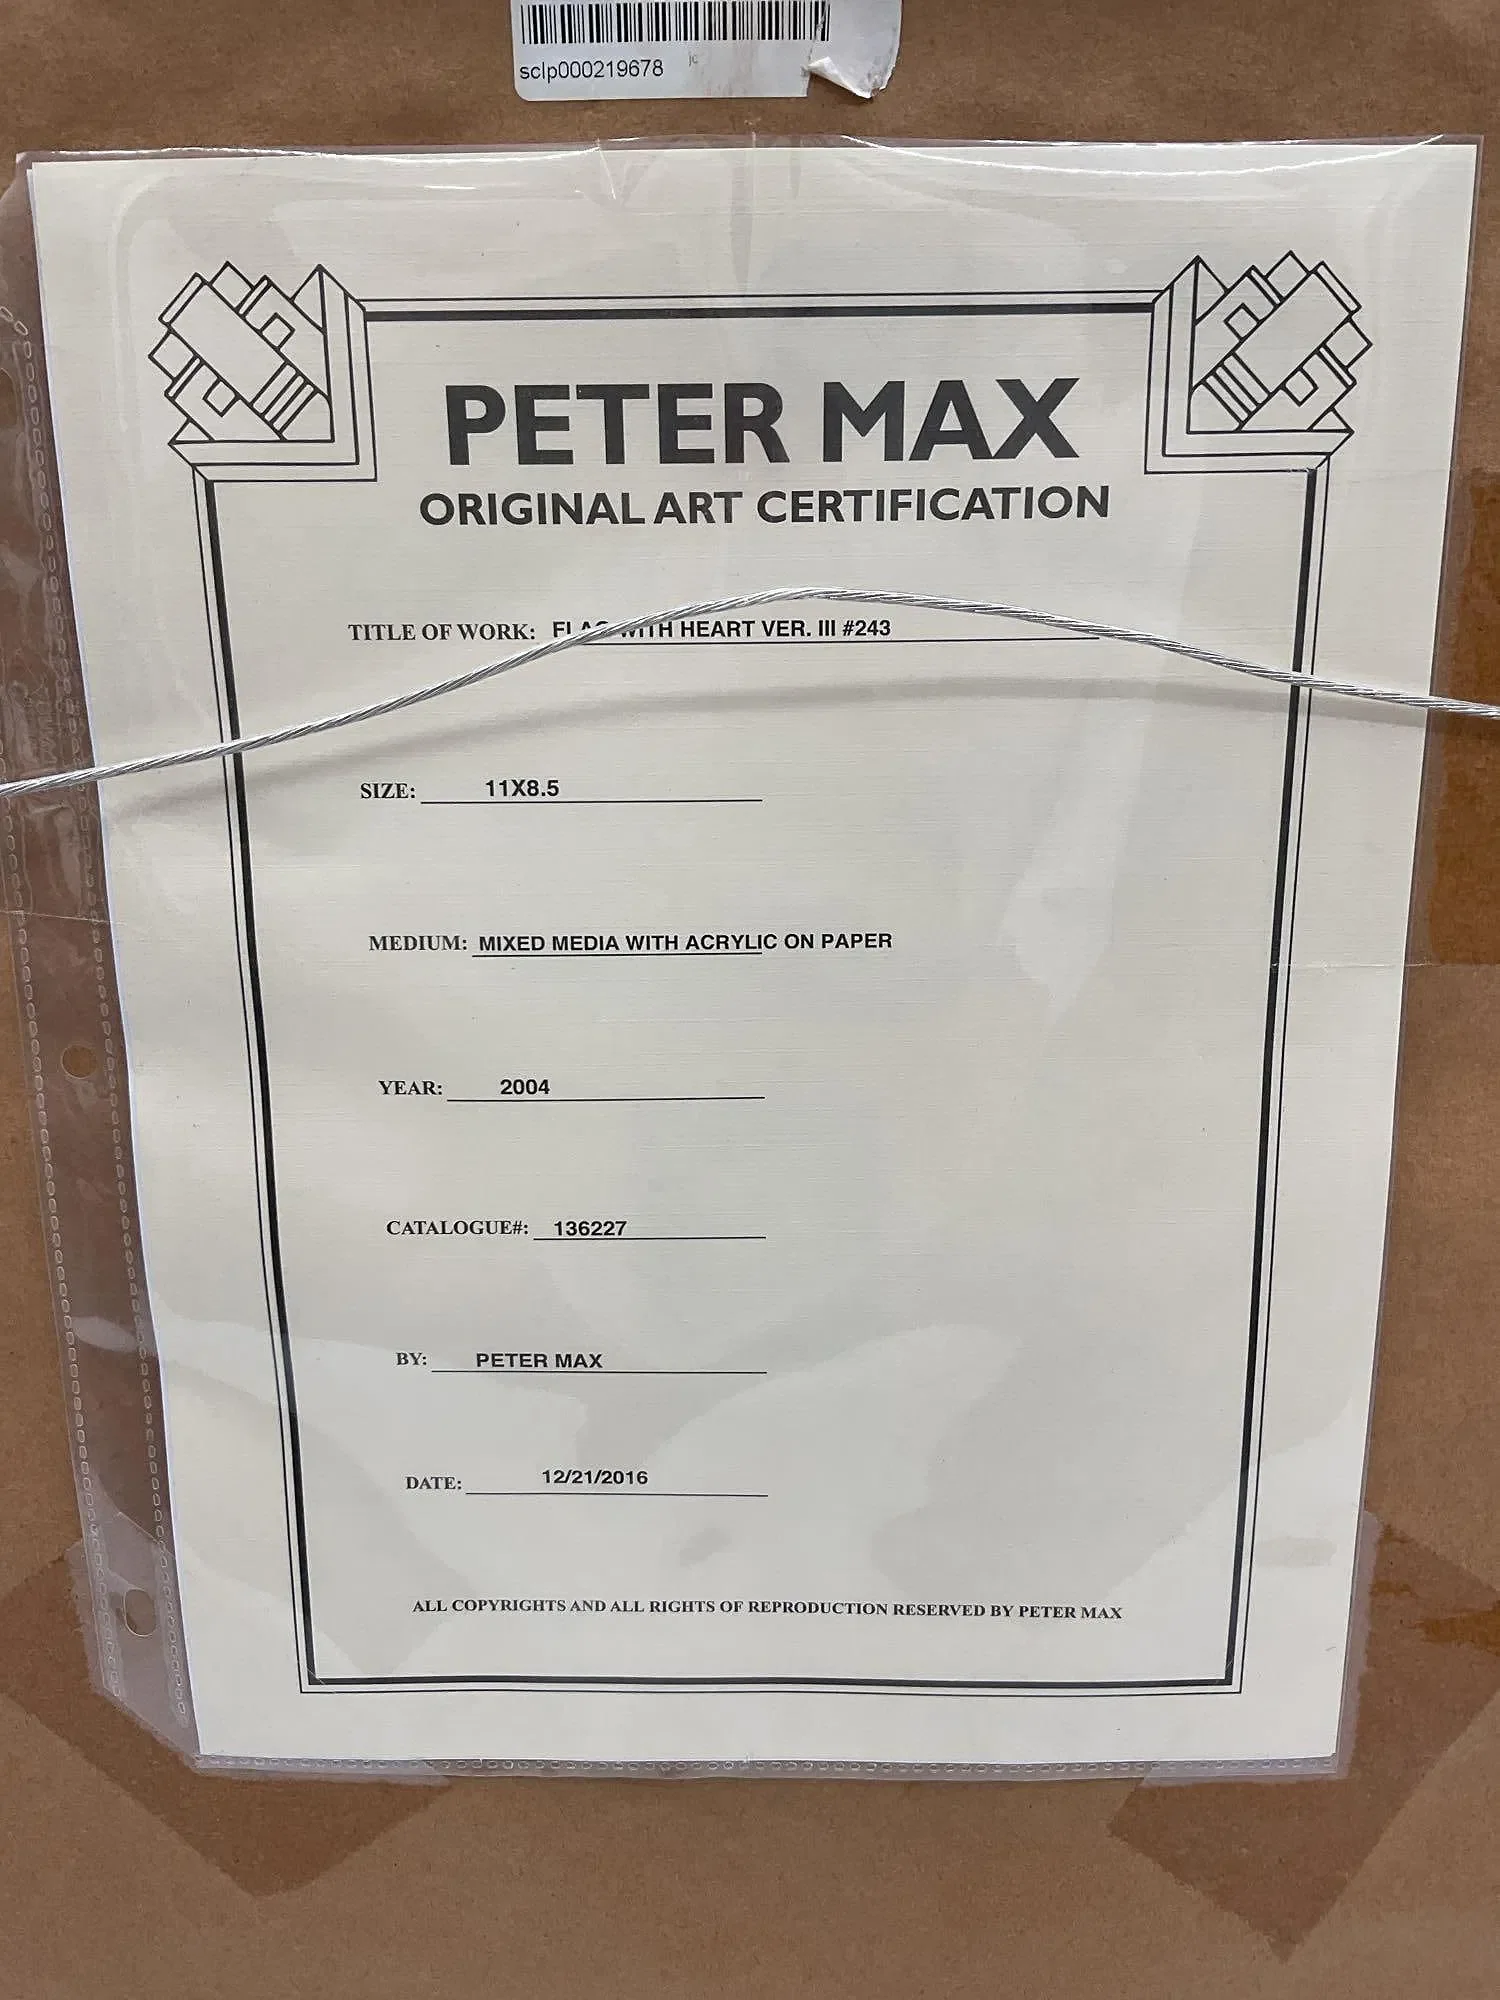 sclp000219678
jc
PETER MAX
ORIGINAL ART CERTIFICATION
TITLE OF WORK: FLAG WITH HEART VER. III #243
SIZE: 11X8.5
MEDIUM: MIXED MEDIA WITH ACRYLIC ON PAPER
YEAR: 2004
CATALOGUE#: 136227
BY: PETER MAX
DATE: 12/21/2016
ALL COPYRIGHTS AND ALL RIGHTS OF REPRODUCTION RESERVED BY PETER MAX